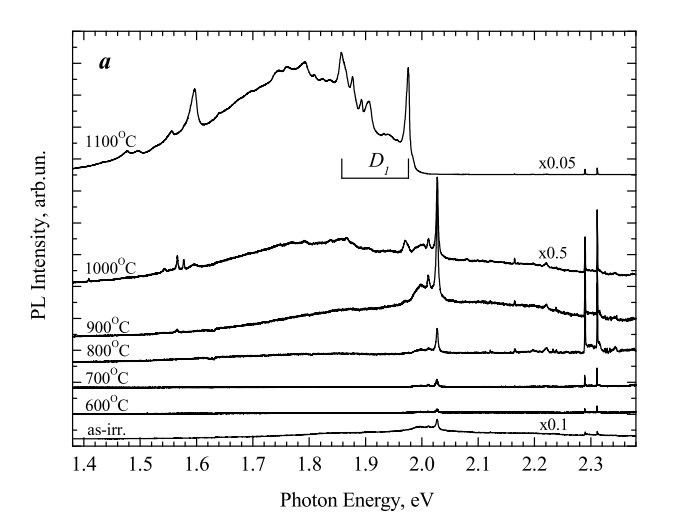 a
1100°C
D₁
x0.05
1000°C
x0.5
900°C
800°C
700°C
600°C
as-irr.
x0.1
PL Intensity, arb.un.
1.4 1.5 1.6 1.7 1.8 1.9 2.0 2.1 2.2 2.3
Photon Energy, eV